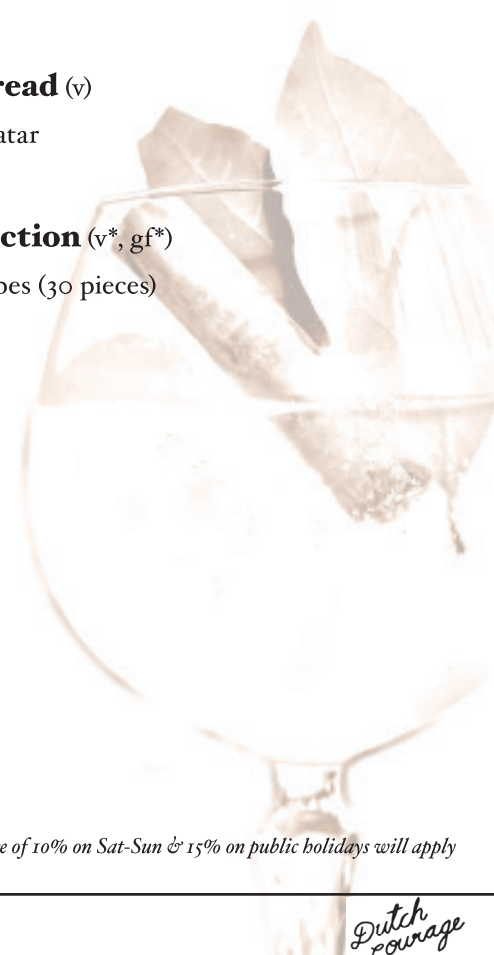 read (v)
atar
ction (v*, gf*)
pes (30 pieces)
e of 10% on Sat-Sun & 15% on public holidays will apply
Dutch
Courage